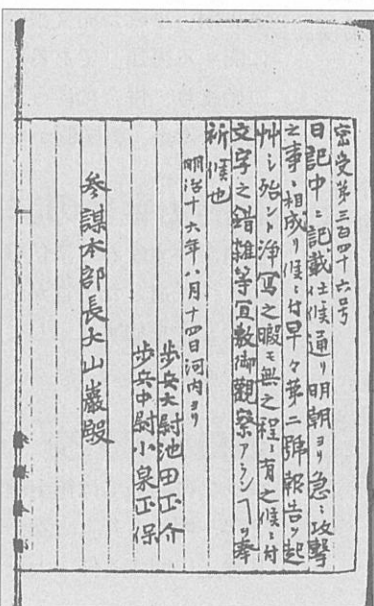 密受第三百四十六号
日記中ニ記載仕候通リ明朝ヨリ急ニ攻撃
之事ニ相成リ候ニ付早々第二號報告ヲ起
艸シ殆ント浄寫之暇モ無之程ニ有之候ニ付
文字之錯雑等宜敷御觀察アランヿヲ奉
祈候也
明治十六年八月十四日河内ヨリ
歩兵大尉池田正介
歩兵中尉小泉正保
参謀本部長大山巖殿